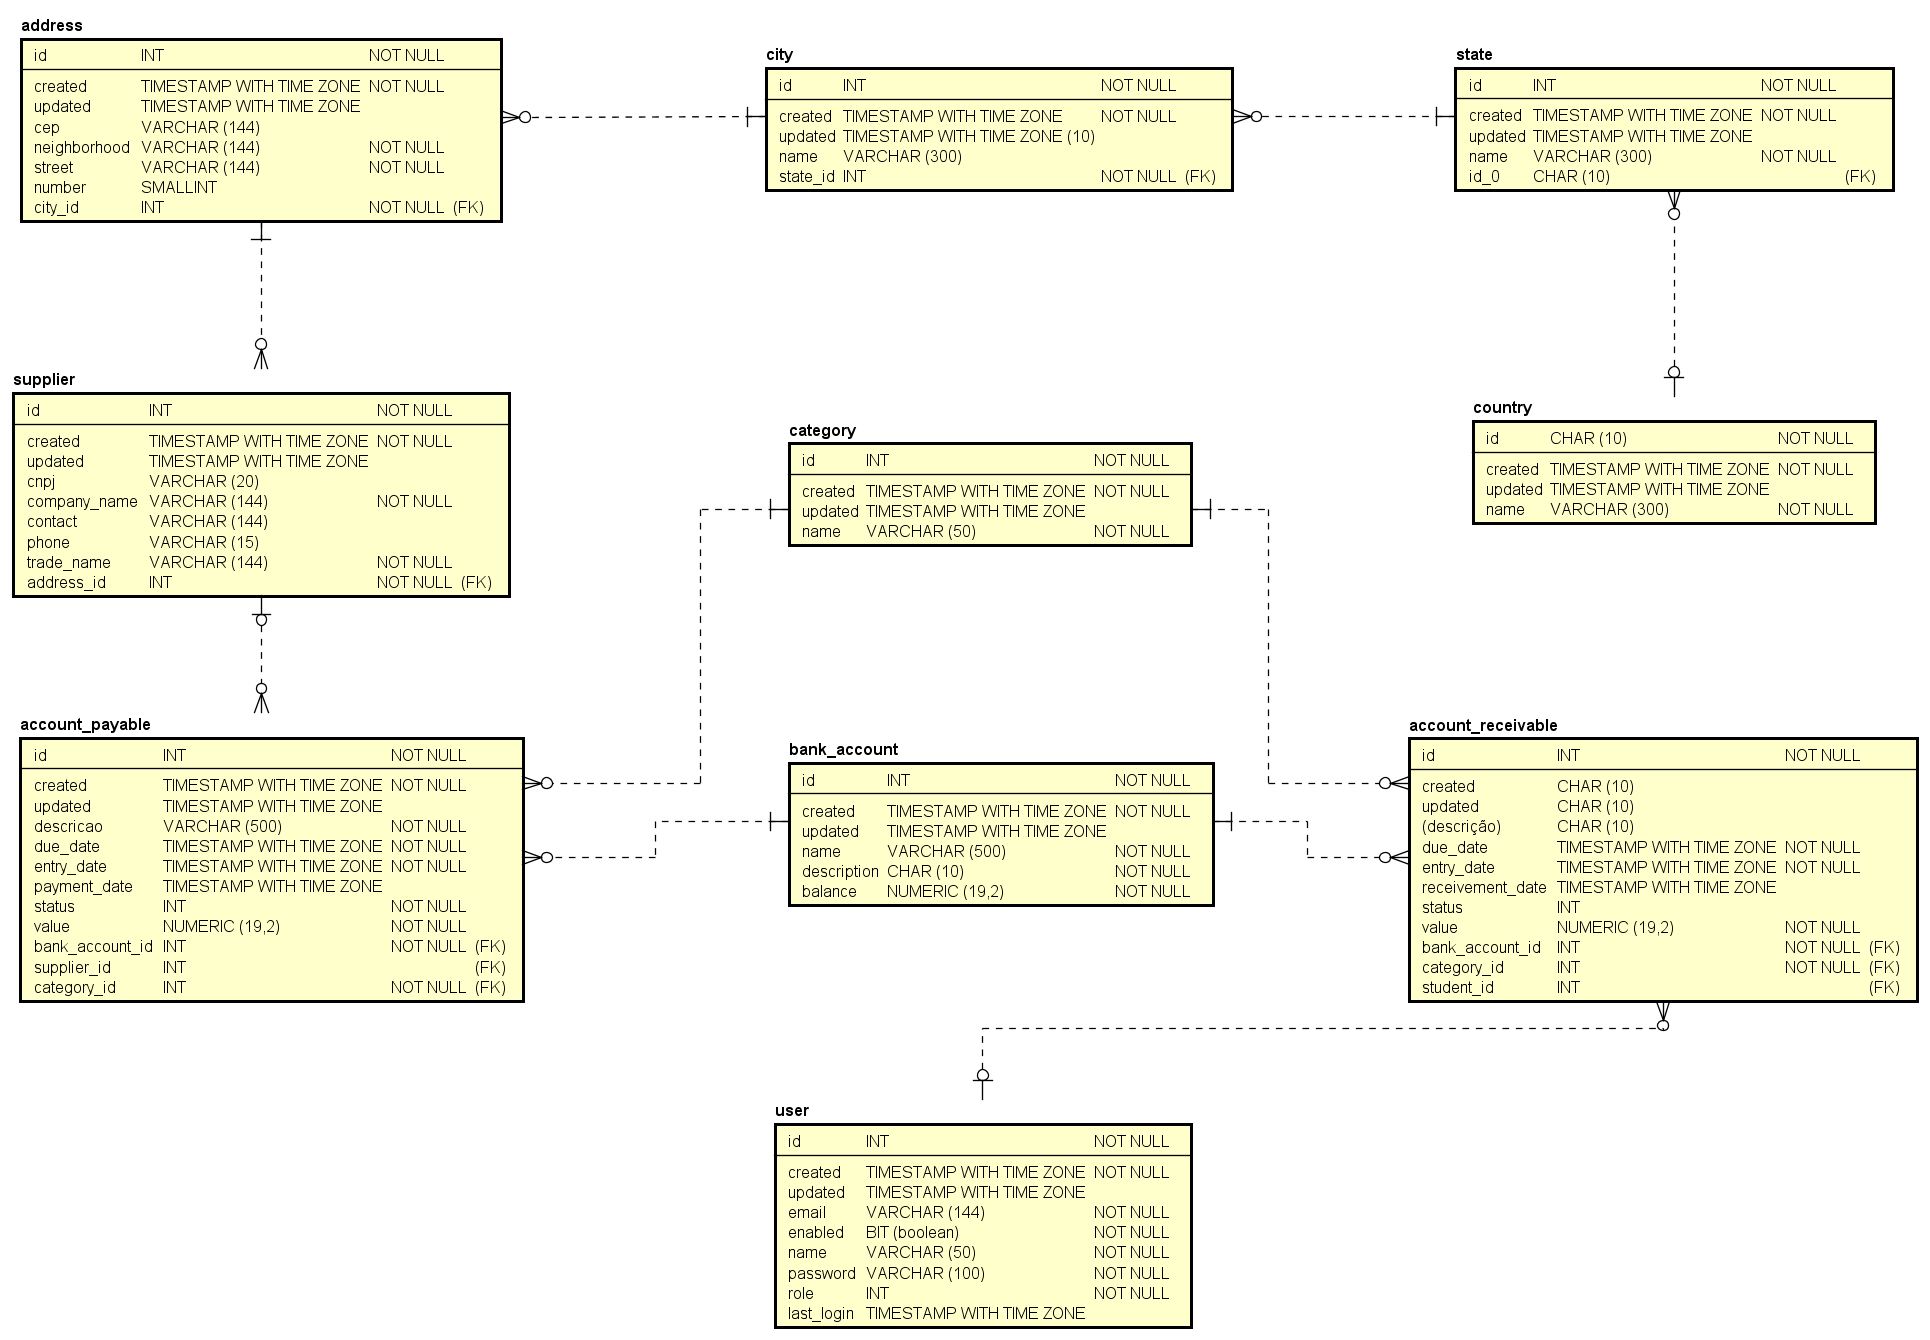 address
id INT NOT NULL
created TIMESTAMP WITH TIME ZONE NOT NULL
updated TIMESTAMP WITH TIME ZONE
cep VARCHAR (144)
neighborhood VARCHAR (144) NOT NULL
street VARCHAR (144) NOT NULL
number SMALLINT
city_id INT NOT NULL (FK)
city
id INT NOT NULL
created TIMESTAMP WITH TIME ZONE NOT NULL
updated TIMESTAMP WITH TIME ZONE (10)
name VARCHAR (300)
state_id INT NOT NULL (FK)
state
id INT NOT NULL
created TIMESTAMP WITH TIME ZONE NOT NULL
updated TIMESTAMP WITH TIME ZONE
name VARCHAR (300) NOT NULL
id_0 CHAR (10) (FK)
supplier
id INT NOT NULL
created TIMESTAMP WITH TIME ZONE NOT NULL
updated TIMESTAMP WITH TIME ZONE
cnpj VARCHAR (20)
company_name VARCHAR (144) NOT NULL
contact VARCHAR (144)
phone VARCHAR (15)
trade_name VARCHAR (144) NOT NULL
address_id INT NOT NULL (FK)
category
id INT NOT NULL
created TIMESTAMP WITH TIME ZONE NOT NULL
updated TIMESTAMP WITH TIME ZONE
name VARCHAR (50) NOT NULL
country
id CHAR (10) NOT NULL
created TIMESTAMP WITH TIME ZONE NOT NULL
updated TIMESTAMP WITH TIME ZONE
name VARCHAR (300) NOT NULL
account_payable
id INT NOT NULL
created TIMESTAMP WITH TIME ZONE NOT NULL
updated TIMESTAMP WITH TIME ZONE
descricao VARCHAR (500) NOT NULL
due_date TIMESTAMP WITH TIME ZONE NOT NULL
entry_date TIMESTAMP WITH TIME ZONE NOT NULL
payment_date TIMESTAMP WITH TIME ZONE
status INT NOT NULL
value NUMERIC (19,2) NOT NULL
bank_account_id INT NOT NULL (FK)
supplier_id INT (FK)
category_id INT NOT NULL (FK)
bank_account
id INT NOT NULL
created TIMESTAMP WITH TIME ZONE NOT NULL
updated TIMESTAMP WITH TIME ZONE
name VARCHAR (500) NOT NULL
description CHAR (10) NOT NULL
balance NUMERIC (19,2) NOT NULL
account_receivable
id INT NOT NULL
created CHAR (10)
updated CHAR (10)
(descrição) CHAR (10)
due_date TIMESTAMP WITH TIME ZONE NOT NULL
entry_date TIMESTAMP WITH TIME ZONE NOT NULL
receivement_date TIMESTAMP WITH TIME ZONE
status INT
value NUMERIC (19,2) NOT NULL
bank_account_id INT NOT NULL (FK)
category_id INT NOT NULL (FK)
student_id INT (FK)
user
id INT NOT NULL
created TIMESTAMP WITH TIME ZONE NOT NULL
updated TIMESTAMP WITH TIME ZONE
email VARCHAR (144) NOT NULL
enabled BIT (boolean) NOT NULL
name VARCHAR (50) NOT NULL
password VARCHAR (100) NOT NULL
role INT NOT NULL
last_login TIMESTAMP WITH TIME ZONE